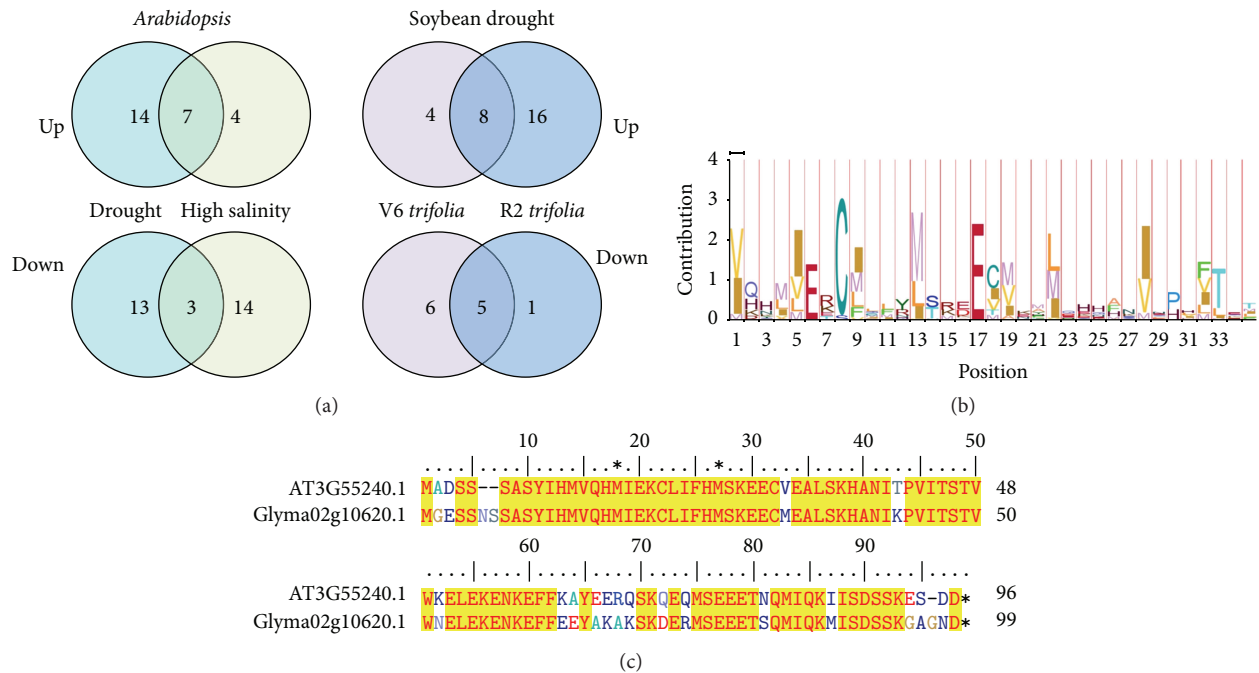 Arabidopsis
Soybean drought
14 7 4
4 8 16
Up
Up
Drought High salinity
V6 trifolia R2 trifolia
Down
Down
13 3 14
6 5 1
(a)
4
3
2
1
0
Contribution
1 3 5 7 9 11 13 15 17 19 21 23 25 27 29 31 33
Position
(b)
10 20 30 40 50
* *
AT3G55240.1 MADSS--SASYIHMVQHMIEKCLIFHMSKEECVEALSKHANITPVITSTV 48
Glyma02g10620.1 MGESSNSSASYIHMVQHMIEKCLIFHMSKEECMEALSKHANIKPVITSTV 50
60 70 80 90
AT3G55240.1 WKELEKENKEFFKAYEERQSKQEQMSEEETNQMIQKIISDSSKES-DD* 96
Glyma02g10620.1 WNELEKENKEFFEEYAKAKSKDERMSEEETSQMIQKMISDSSKGAGND* 99
(c)